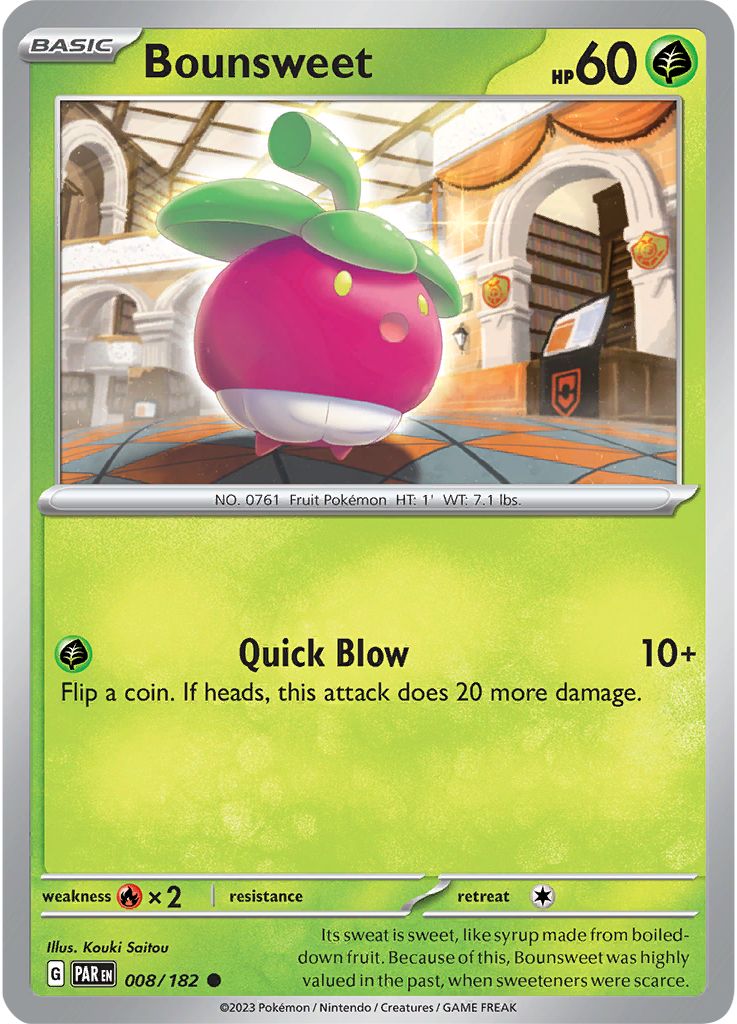 BASIC
Bounsweet
HP 60
NO. 0761 Fruit Pokémon HT: 1' WT: 7.1 lbs.
Quick Blow 10+
Flip a coin. If heads, this attack does 20 more damage.
weakness ×2 resistance retreat
Illus. Kouki Saitou
Its sweat is sweet, like syrup made from boiled-
down fruit. Because of this, Bounsweet was highly
valued in the past, when sweeteners were scarce.
G PAR EN 008/182
©2023 Pokémon / Nintendo / Creatures / GAME FREAK